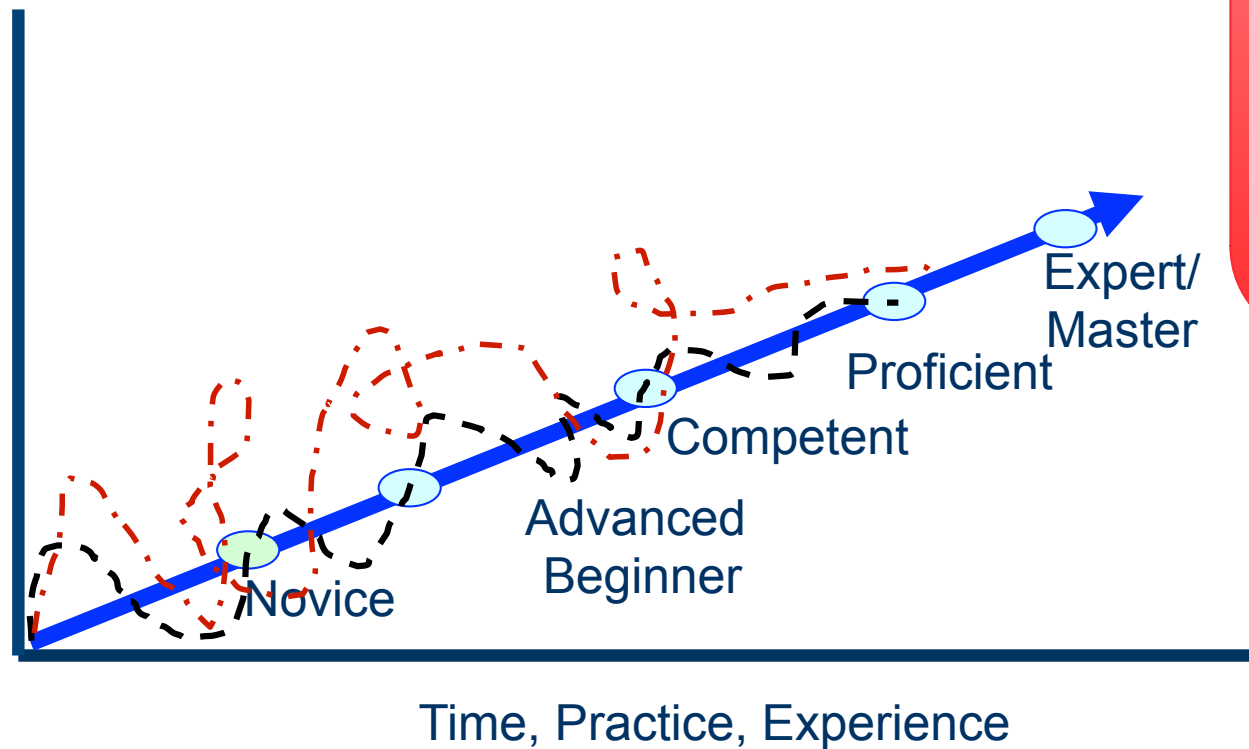 Expert/
Master
Proficient
Competent
Advanced
Beginner
Novice
Time, Practice, Experience